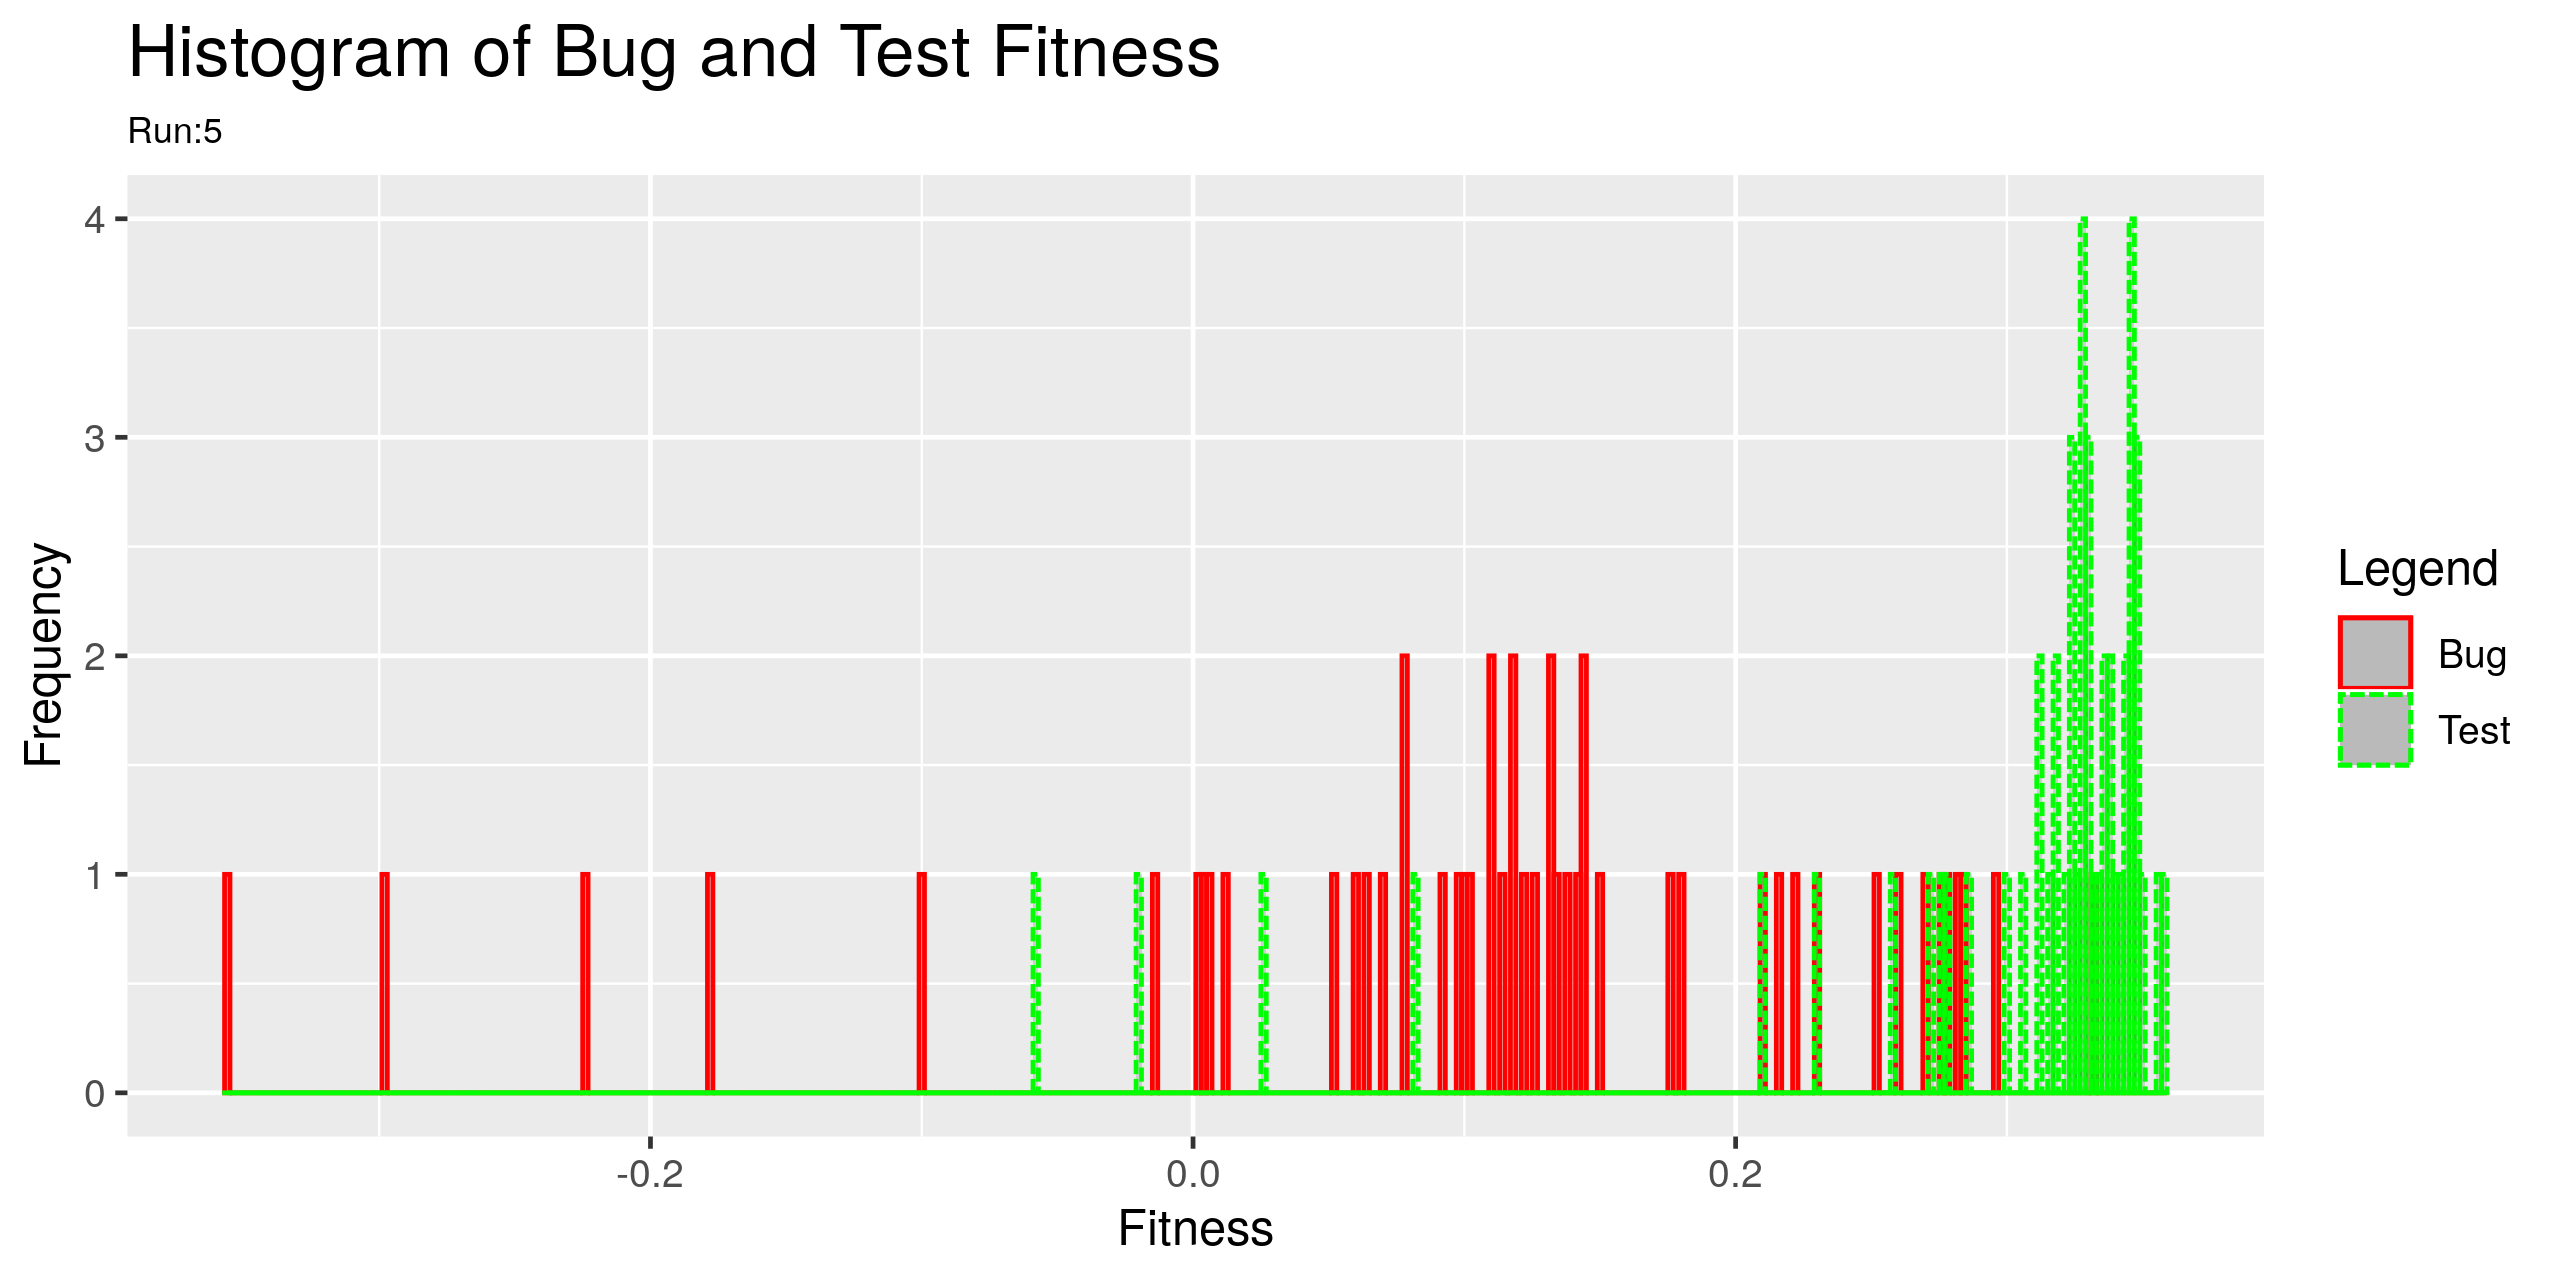 Histogram of Bug and Test Fitness
Run:5
4
3
2
1
0
Frequency
-0.2
0.0
0.2
Fitness
Legend
Bug
Test